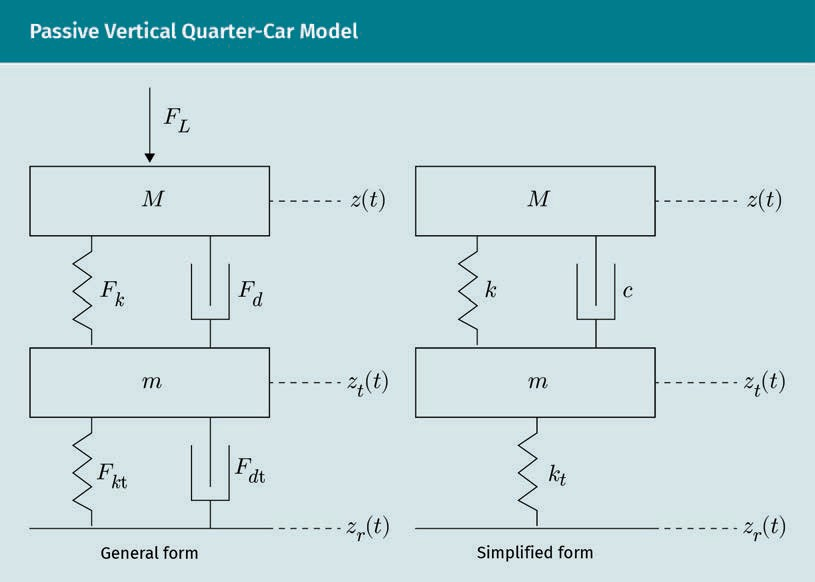 Passive Vertical Quarter-Car Model
F_L
M
z(t)
M
z(t)
F_k
F_d
k
c
m
z_t(t)
m
z_t(t)
F_kt
F_dt
k_t
z_r(t)
z_r(t)
General form
Simplified form